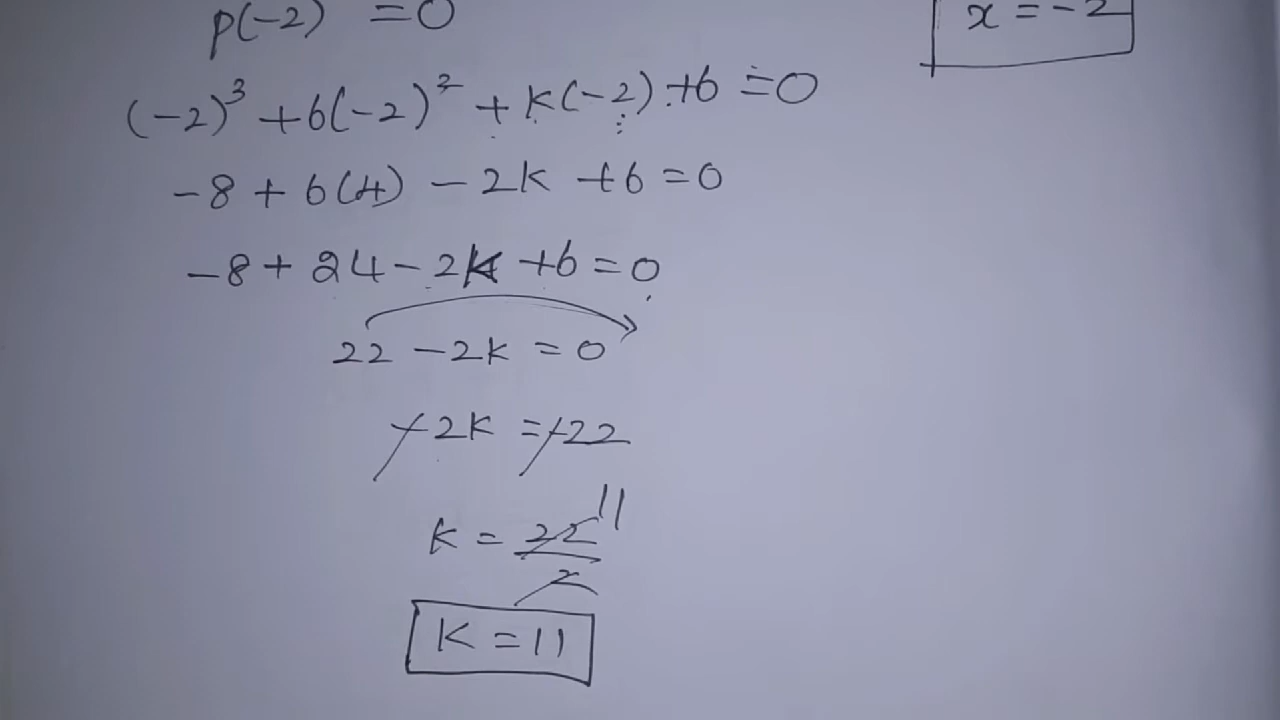 p(-2) = 0
x = -2
(-2)³ + 6(-2)² + k(-2) + 6 = 0
-8 + 6(4) - 2k + 6 = 0
-8 + 24 - 2k + 6 = 0
22 - 2k = 0
-2k = -22
k = 22/2 11
k = 11